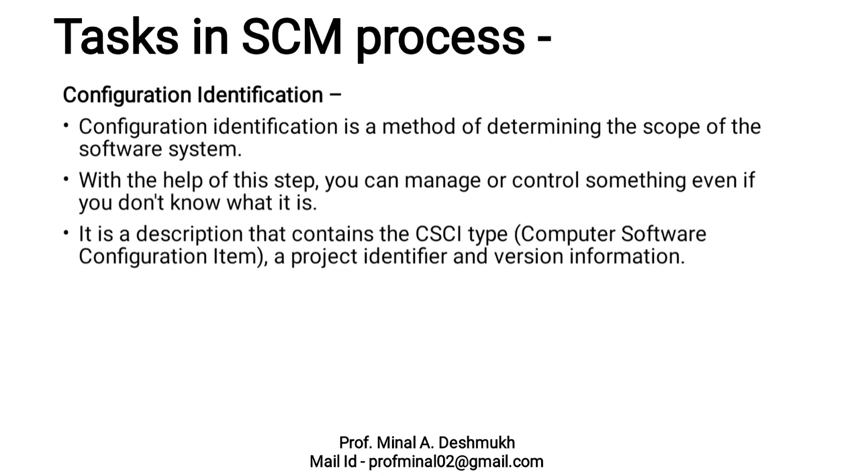 Tasks in SCM process -
Configuration Identification –
• Configuration identification is a method of determining the scope of the
software system.
• With the help of this step, you can manage or control something even if
you don't know what it is.
• It is a description that contains the CSCI type (Computer Software
Configuration Item), a project identifier and version information.
Prof. Minal A. Deshmukh
Mail Id - profminal02@gmail.com